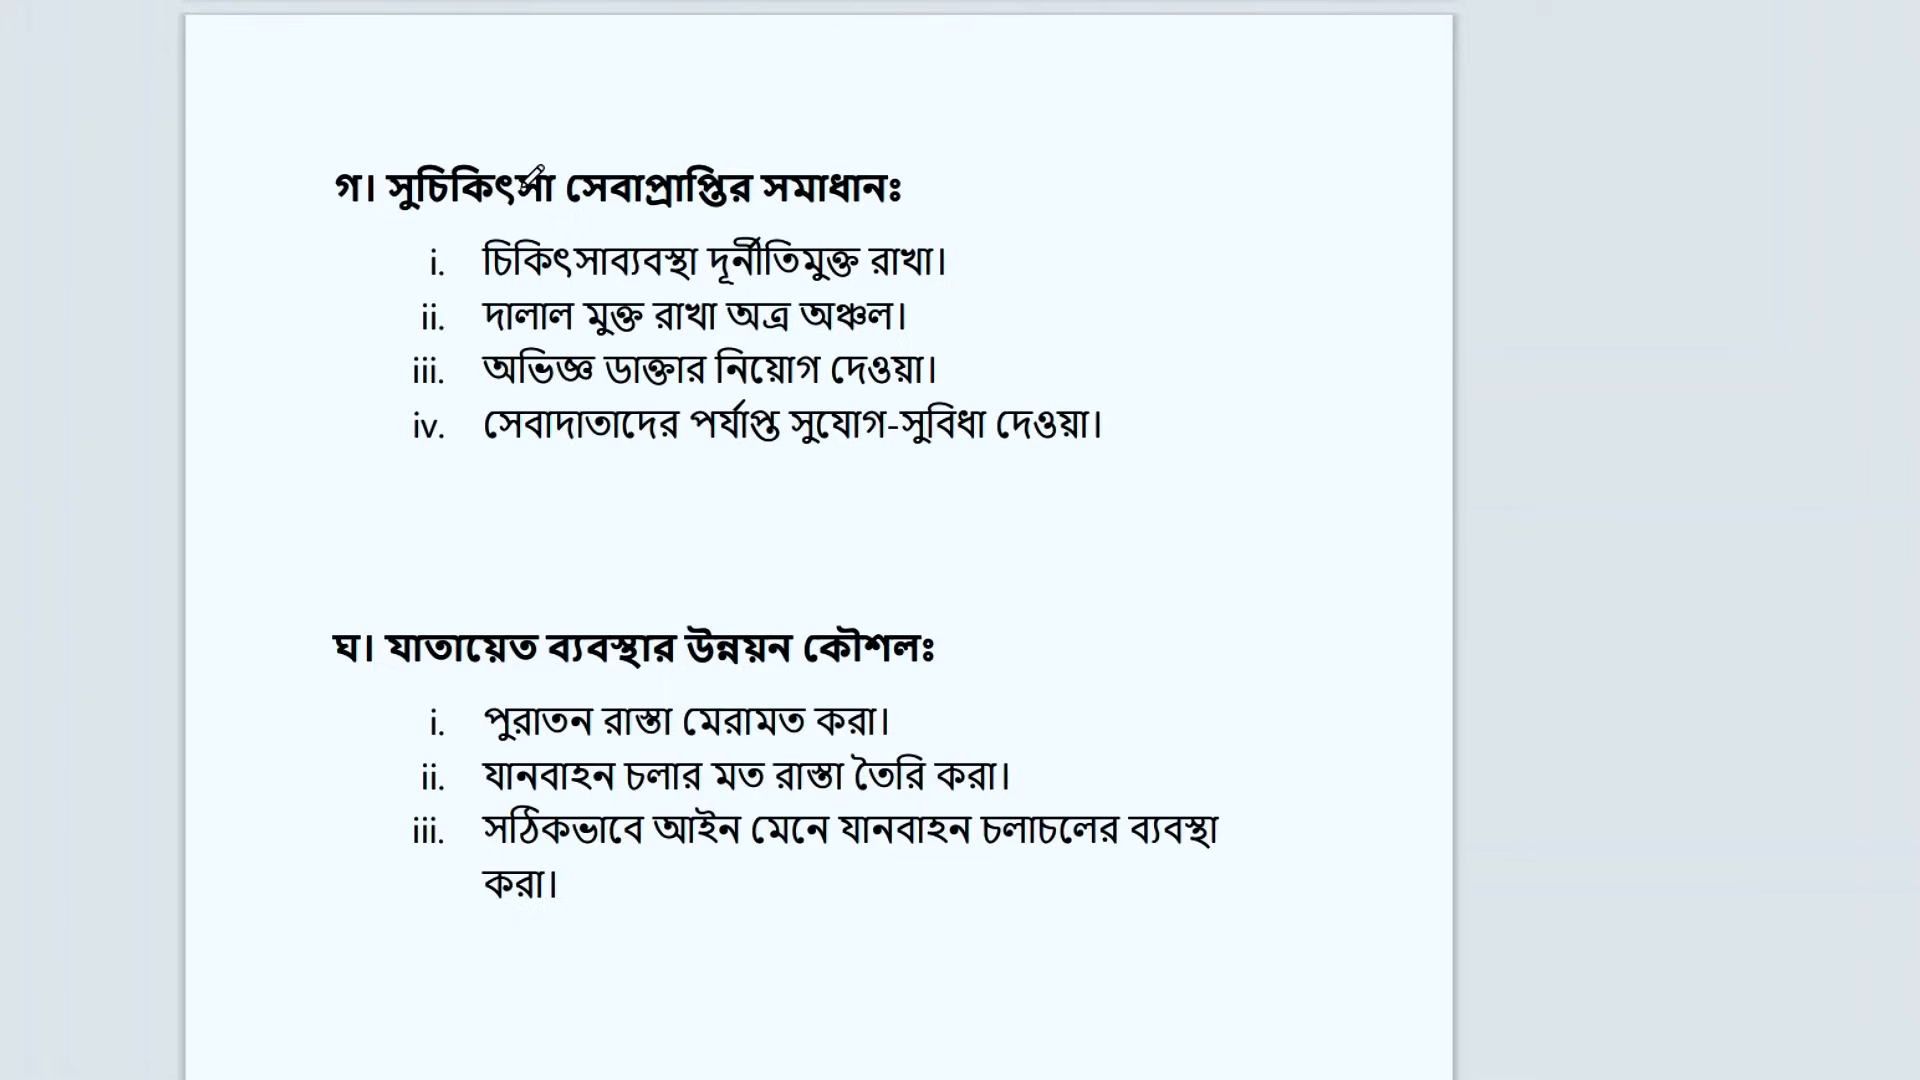 গ। সুচিকিৎসা সেবাপ্রাপ্তির সমাধানঃ
i. চিকিৎসাব্যবস্থা দূর্নীতিমুক্ত রাখা।
ii. দালাল মুক্ত রাখা অত্র অঞ্চল।
iii. অভিজ্ঞ ডাক্তার নিয়োগ দেওয়া।
iv. সেবাদাতাদের পর্যাপ্ত সুযোগ-সুবিধা দেওয়া।
ঘ। যাতায়েত ব্যবস্থার উন্নয়ন কৌশলঃ
i. পুরাতন রাস্তা মেরামত করা।
ii. যানবাহন চলার মত রাস্তা তৈরি করা।
iii. সঠিকভাবে আইন মেনে যানবাহন চলাচলের ব্যবস্থা
করা।